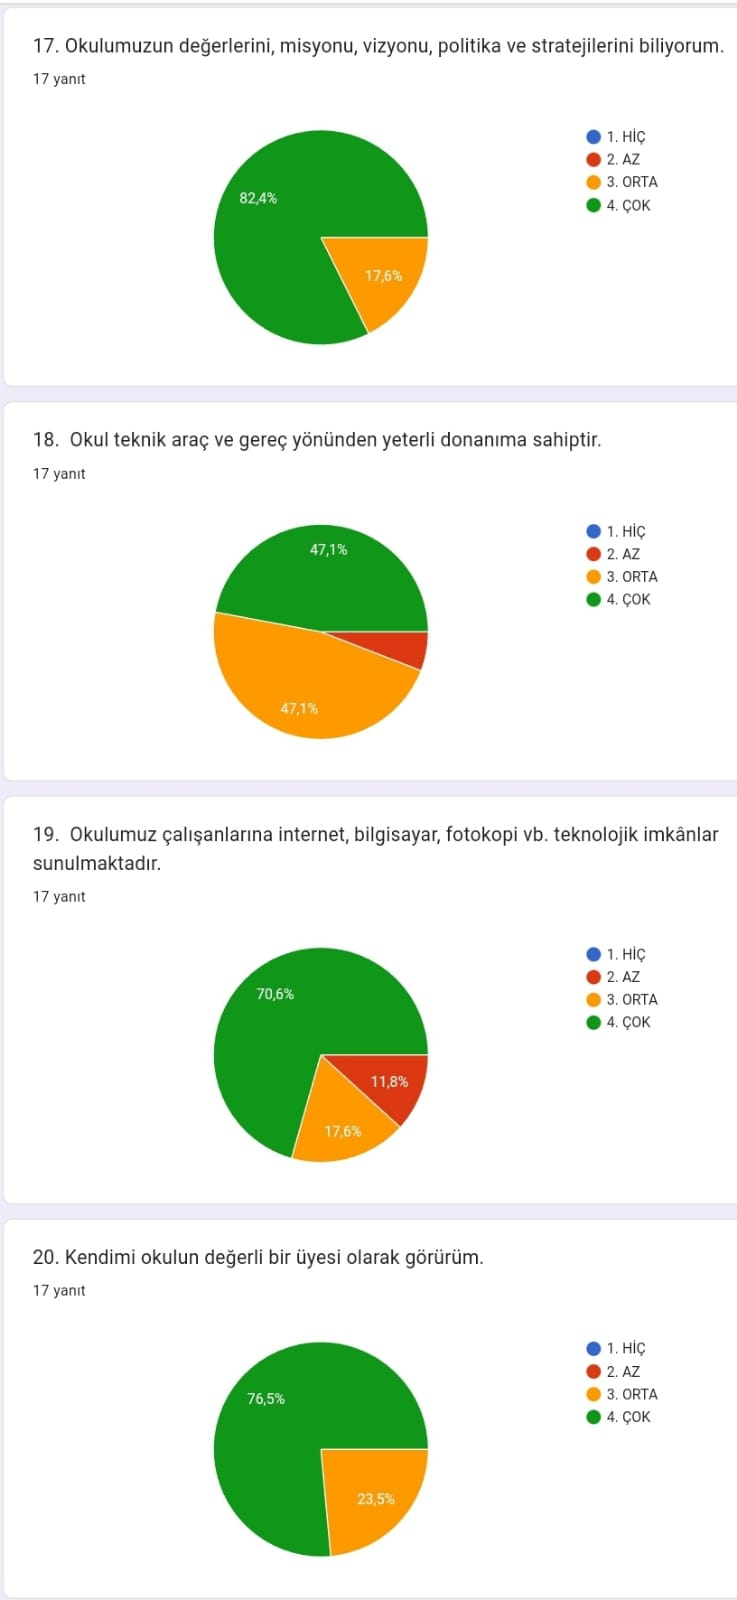 17. Okulumuzun değerlerini, misyonu, vizyonu, politika ve stratejilerini biliyorum.
17 yanıt
1. HİÇ
2. AZ
3. ORTA
4. ÇOK
82,4%
17,6%
18.  Okul teknik araç ve gereç yönünden yeterli donanıma sahiptir.
17 yanıt
1. HİÇ
2. AZ
3. ORTA
4. ÇOK
47,1%
47,1%
19.  Okulumuz çalışanlarına internet, bilgisayar, fotokopi vb. teknolojik imkânlar
sunulmaktadır.
17 yanıt
1. HİÇ
2. AZ
3. ORTA
4. ÇOK
70,6%
11,8%
17,6%
20. Kendimi okulun değerli bir üyesi olarak görürüm.
17 yanıt
1. HİÇ
2. AZ
3. ORTA
4. ÇOK
76,5%
23,5%